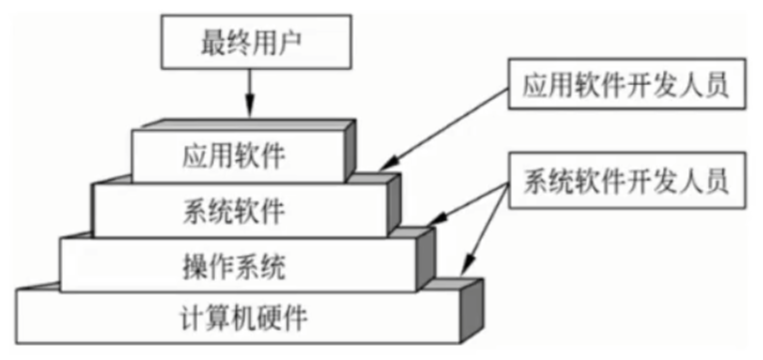 最终用户
应用软件开发人员
应用软件
系统软件开发人员
系统软件
操作系统
计算机硬件